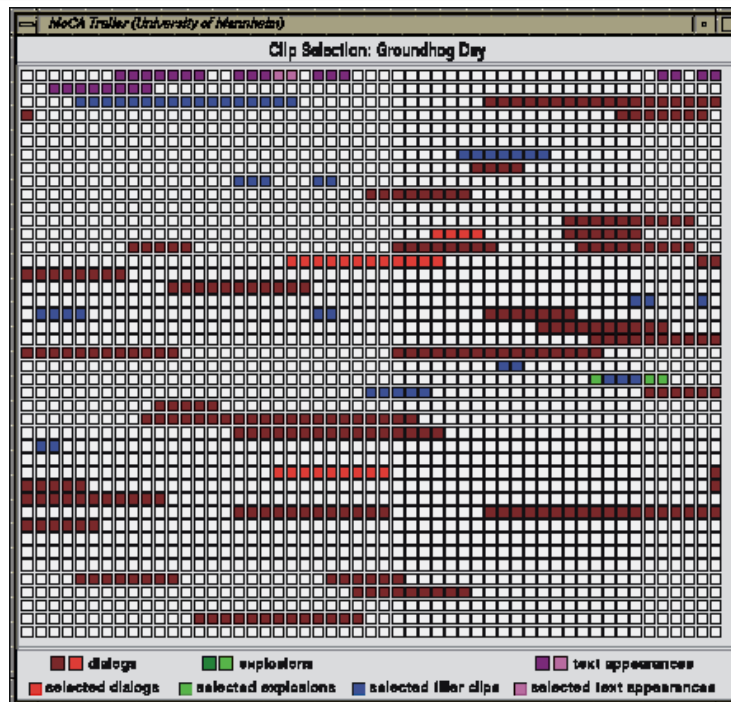 MoCA Trailer (University of Mannheim)
Clip Selection: Groundhog Day
dialogs explosions text appearances
selected dialogs selected explosions selected filler clips selected text appearances